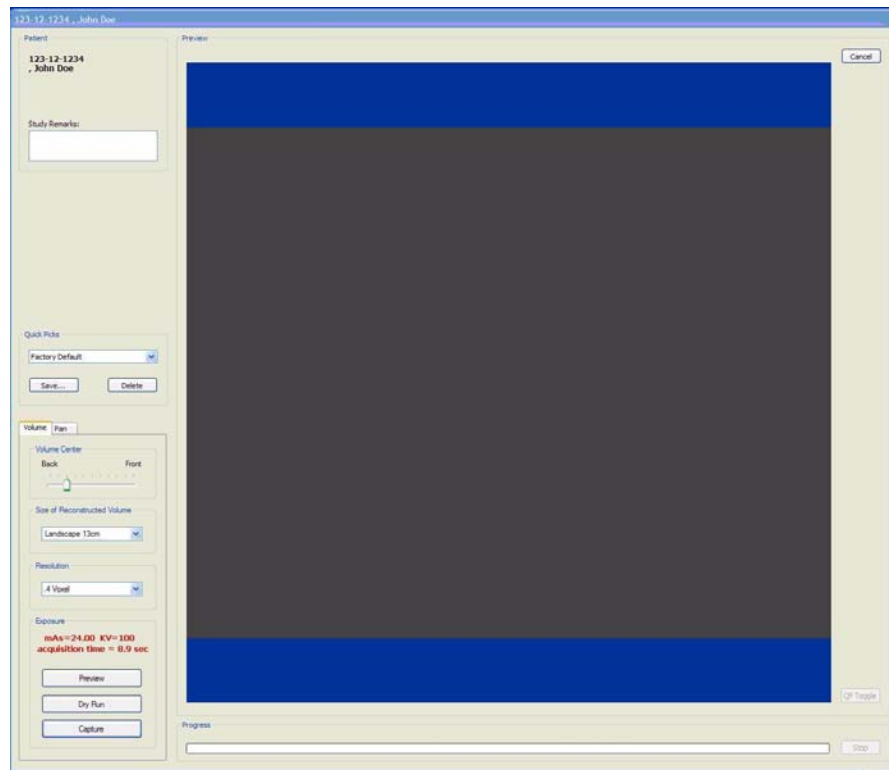 123-12-1234 , John Doe
Patient
123-12-1234
, John Doe
Study Remarks:
Quick Picks
Factory Default
Save...
Delete
Volume
Pan
Volume Center
Back
Front
Size of Reconstructed Volume
Landscape 13cm
Resolution
.4 Voxel
Exposure
mAs=24.00 KV=100
acquisition time = 8.9 sec
Preview
Dry Run
Capture
Preview
Cancel
QF Toggle
Progress
Stop